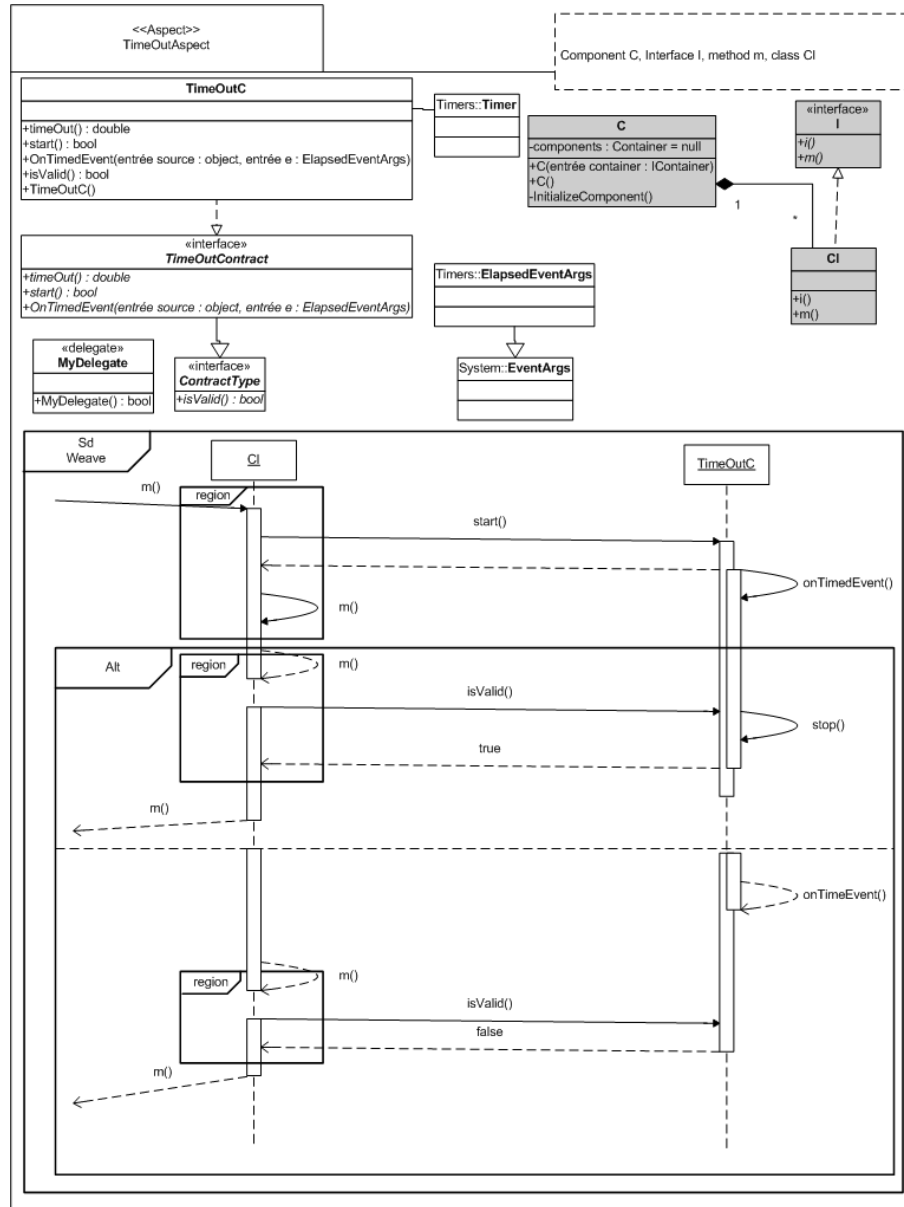 <<Aspect>>
TimeOutAspect
Component C, Interface I, method m, class CI
TimeOutC
+timeOut() : double
+start() : bool
+OnTimedEvent(entrée source : object, entrée e : ElapsedEventArgs)
+isValid() : bool
+TimeOutC()
Timers::Timer
C
-components : Container = null
+C(entrée container : IContainer)
+C()
-InitializeComponent()
«interface»
I
+i()
+m()
1
*
CI
+i()
+m()
«interface»
TimeOutContract
+timeOut() : double
+start() : bool
+OnTimedEvent(entrée source : object, entrée e : ElapsedEventArgs)
Timers::ElapsedEventArgs
«delegate»
MyDelegate
+MyDelegate() : bool
«interface»
ContractType
+isValid() : bool
System::EventArgs
Sd
Weave
CI
TimeOutC
m()
region
start()
onTimedEvent()
m()
Alt
region
m()
isValid()
stop()
true
m()
onTimeEvent()
region
m()
isValid()
false
m()